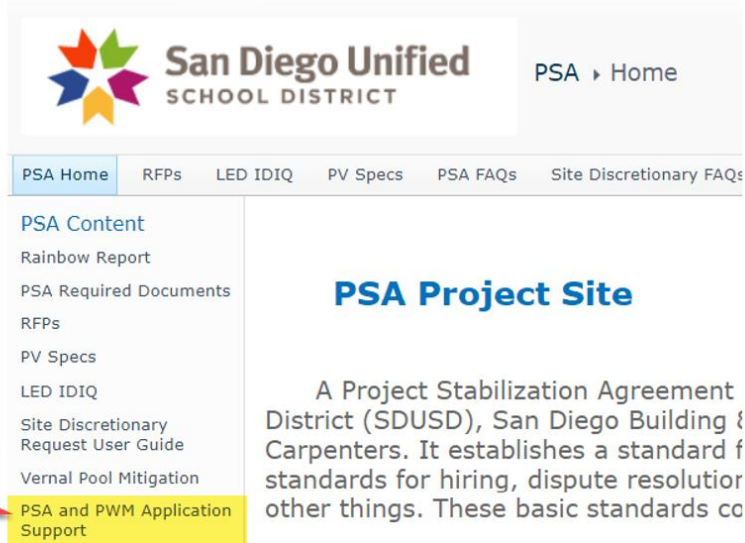 San Diego Unified
SCHOOL DISTRICT
PSA ▸ Home
PSA Home RFPs LED IDIQ PV Specs PSA FAQs Site Discretionary FAQs
PSA Content
Rainbow Report
PSA Required Documents
RFPs
PV Specs
LED IDIQ
Site Discretionary
Request User Guide
Vernal Pool Mitigation
PSA and PWM Application
Support
PSA Project Site
A Project Stabilization Agreement
District (SDUSD), San Diego Building &
Carpenters. It establishes a standard f
standards for hiring, dispute resolution
other things. These basic standards co